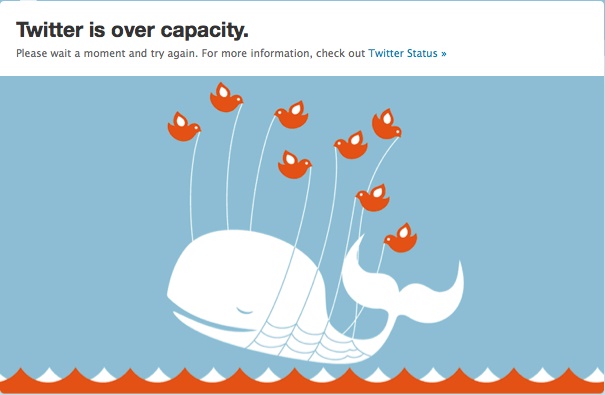 Twitter is over capacity.
Please wait a moment and try again. For more information, check out Twitter Status »